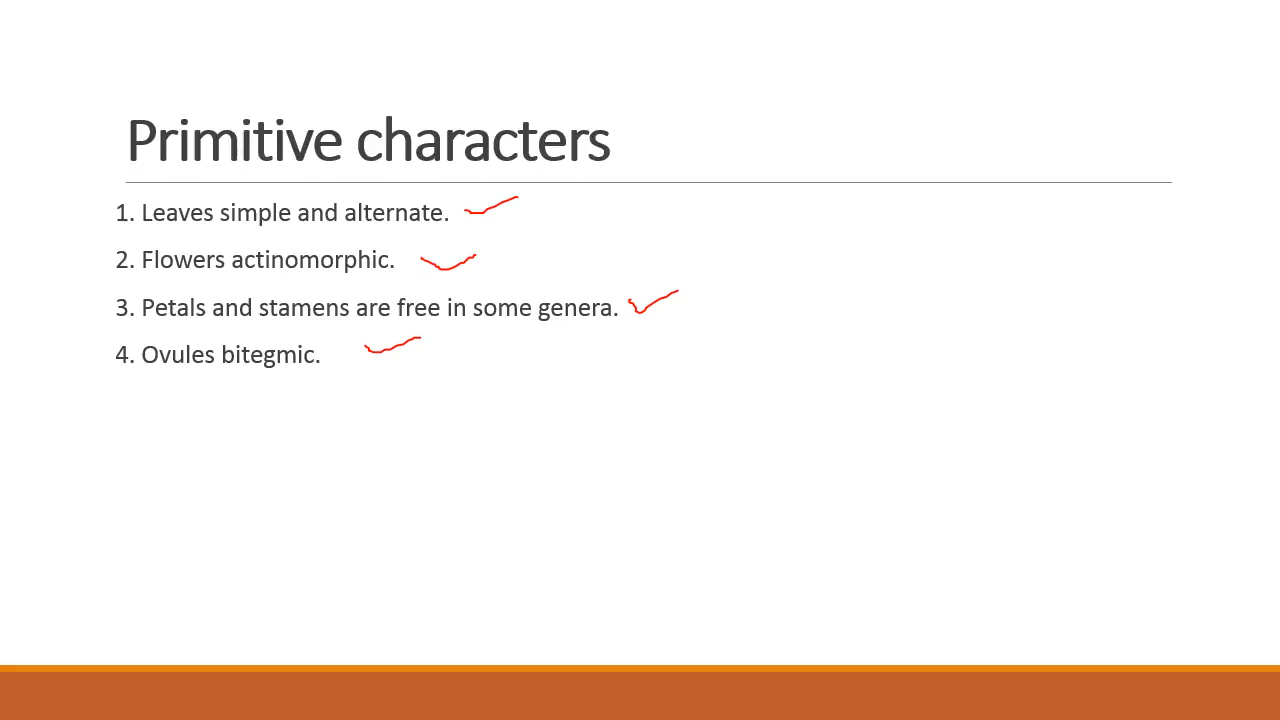 Primitive characters
1. Leaves simple and alternate.
2. Flowers actinomorphic.
3. Petals and stamens are free in some genera.
4. Ovules bitegmic.